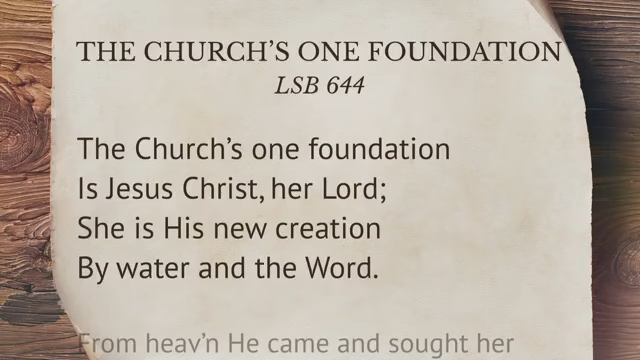 THE CHURCH’S ONE FOUNDATION
LSB 644
The Church’s one foundation
Is Jesus Christ, her Lord;
She is His new creation
By water and the Word.
From heav’n He came and sought her